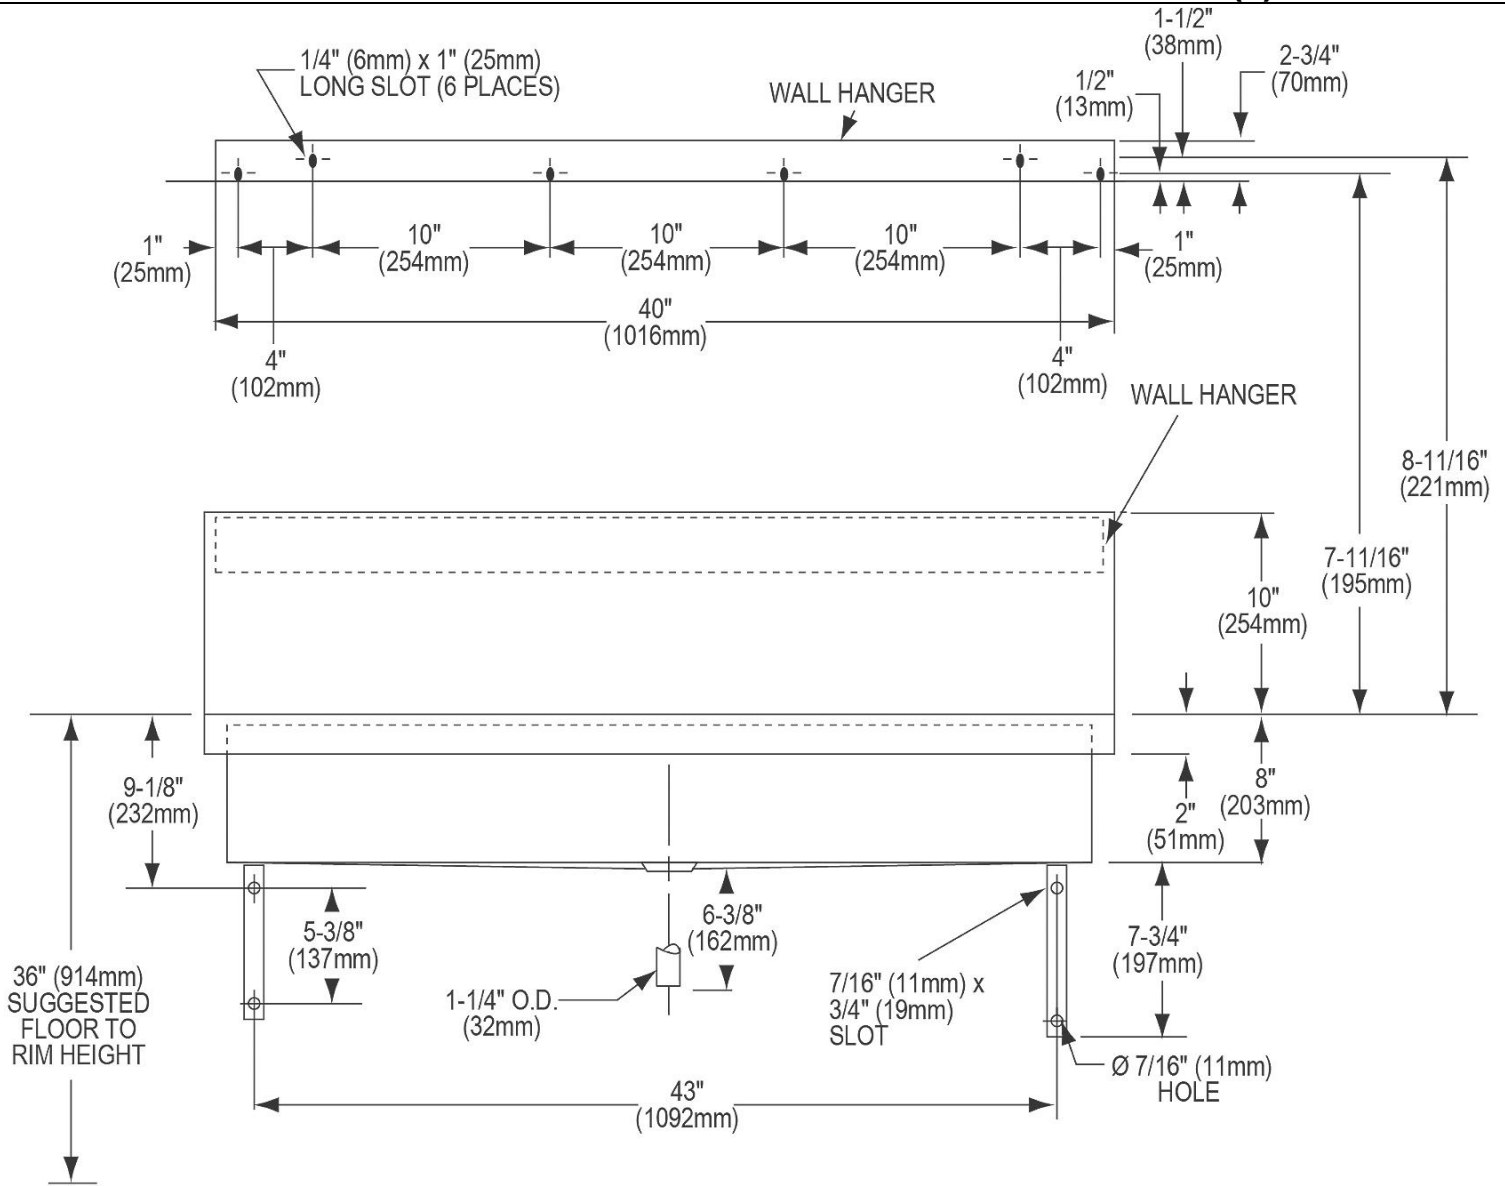 1-1/2"
(38mm)
2-3/4"
(70mm)
1/2"
(13mm)
1/4" (6mm) x 1" (25mm)
LONG SLOT (6 PLACES)
WALL HANGER
1"
(25mm)
10"
(254mm)
10"
(254mm)
10"
(254mm)
1"
(25mm)
40"
(1016mm)
4"
(102mm)
4"
(102mm)
WALL HANGER
8-11/16"
(221mm)
7-11/16"
(195mm)
10"
(254mm)
9-1/8"
(232mm)
8"
(203mm)
2"
(51mm)
5-3/8"
(137mm)
6-3/8"
(162mm)
7-3/4"
(197mm)
36" (914mm)
SUGGESTED
FLOOR TO
RIM HEIGHT
1-1/4" O.D.
(32mm)
7/16" (11mm) x
3/4" (19mm)
SLOT
Ø 7/16" (11mm)
HOLE
43"
(1092mm)